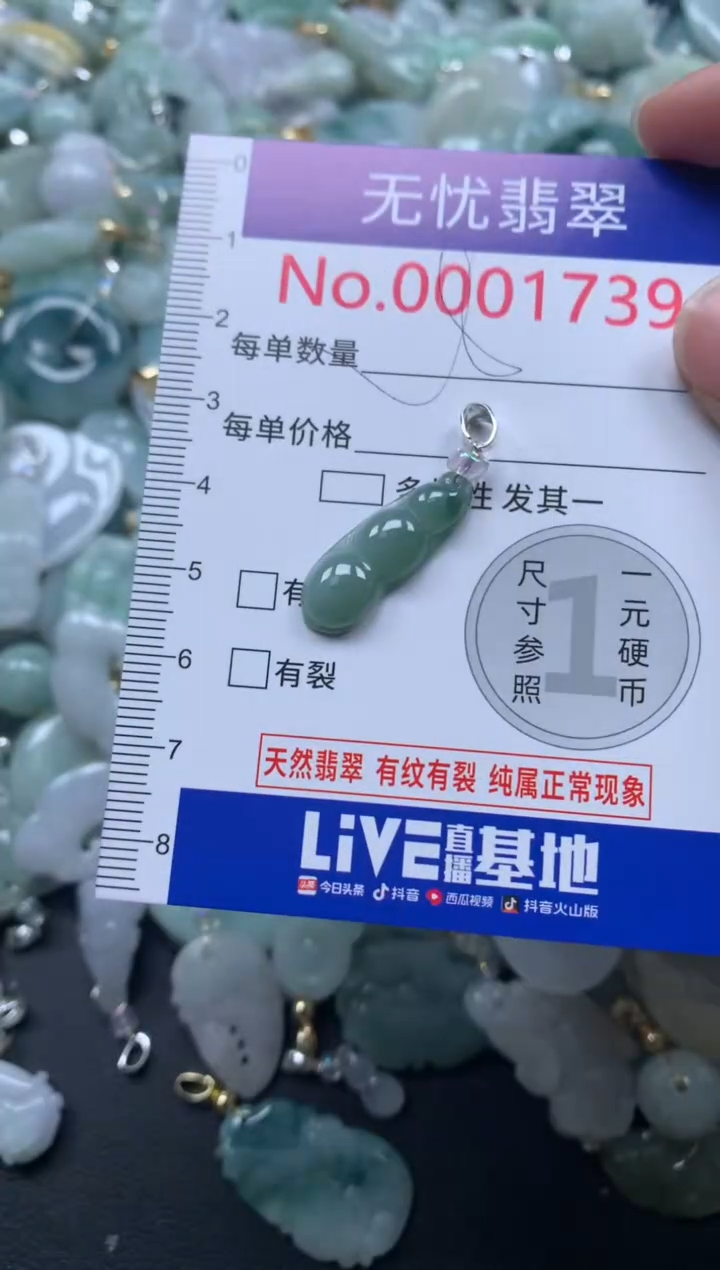 无忧翡翠
No.0001739
0
1
2
3
4
5
6
7
8
每单数量
每单价格
性发其一
有
有裂
尺寸参照
1
一元硬币
天然翡翠 有纹有裂 纯属正常现象
LiVE直播基地
头条 今日头条 抖音 西瓜视频 抖音火山版